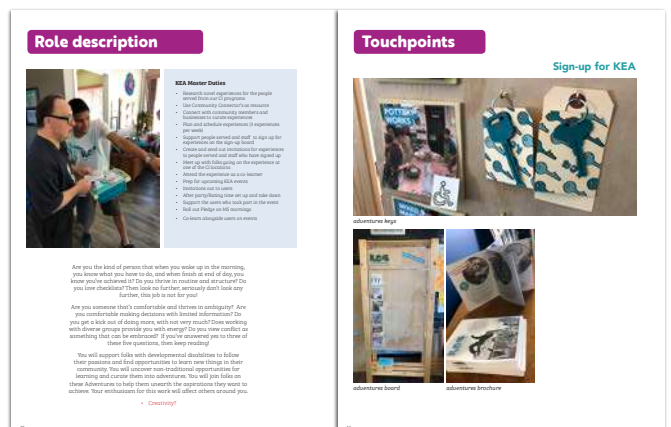 Role description
KEA Master Duties
• Research novel experiences for the people
served from our CI programs
• Use Community Connector's as resource
• Connect with community members and
businesses to curate experiences
• Plan and schedule experiences (3 experiences
per week)
• Support people served and staff to sign up for
experiences on the sign-up board
• Create and send out invitations for experiences
to people served and staff who have signed up
• Meet up with folks going on the experience at
one of the CI locations
• Attend the experience as a co-learner
• Prep for upcoming KEA events
• Invitations out to users
• After party/Eating time set up and take down
• Support the users who took part in the event
• Roll out Pledge on MS mornings
• Co-learn alongside users on events
Are you the kind of person that when you wake up in the morning,
you know what you have to do, and when finish at end of day, you
know you've achieved it? Do you thrive in routine and structure? Do
you love checklists? Then look no further, seriously don't look any
further, this job is not for you!
Are you someone that's comfortable and thrives in ambiguity? Are
you comfortable making decisions with limited information? Do
you get a kick out of doing more, with not very much? Does working
with diverse groups provide you with energy? Do you view conflict as
something that can be embraced? If you've answered yes to three of
these five questions, then keep reading!
You will support folks with developmental disabilities to follow
their passions and find opportunities to learn new things in their
community. You will uncover non-traditional opportunities for
learning and curate them into adventures. You will join folks on
these Adventures to help them unearth the aspirations they want to
achieve. Your enthusiasm for this work will affect others around you.
• Creativity?
Touchpoints
Sign-up for KEA
POTTERY
WORKS
adventures keys
adventures board
adventures brochure